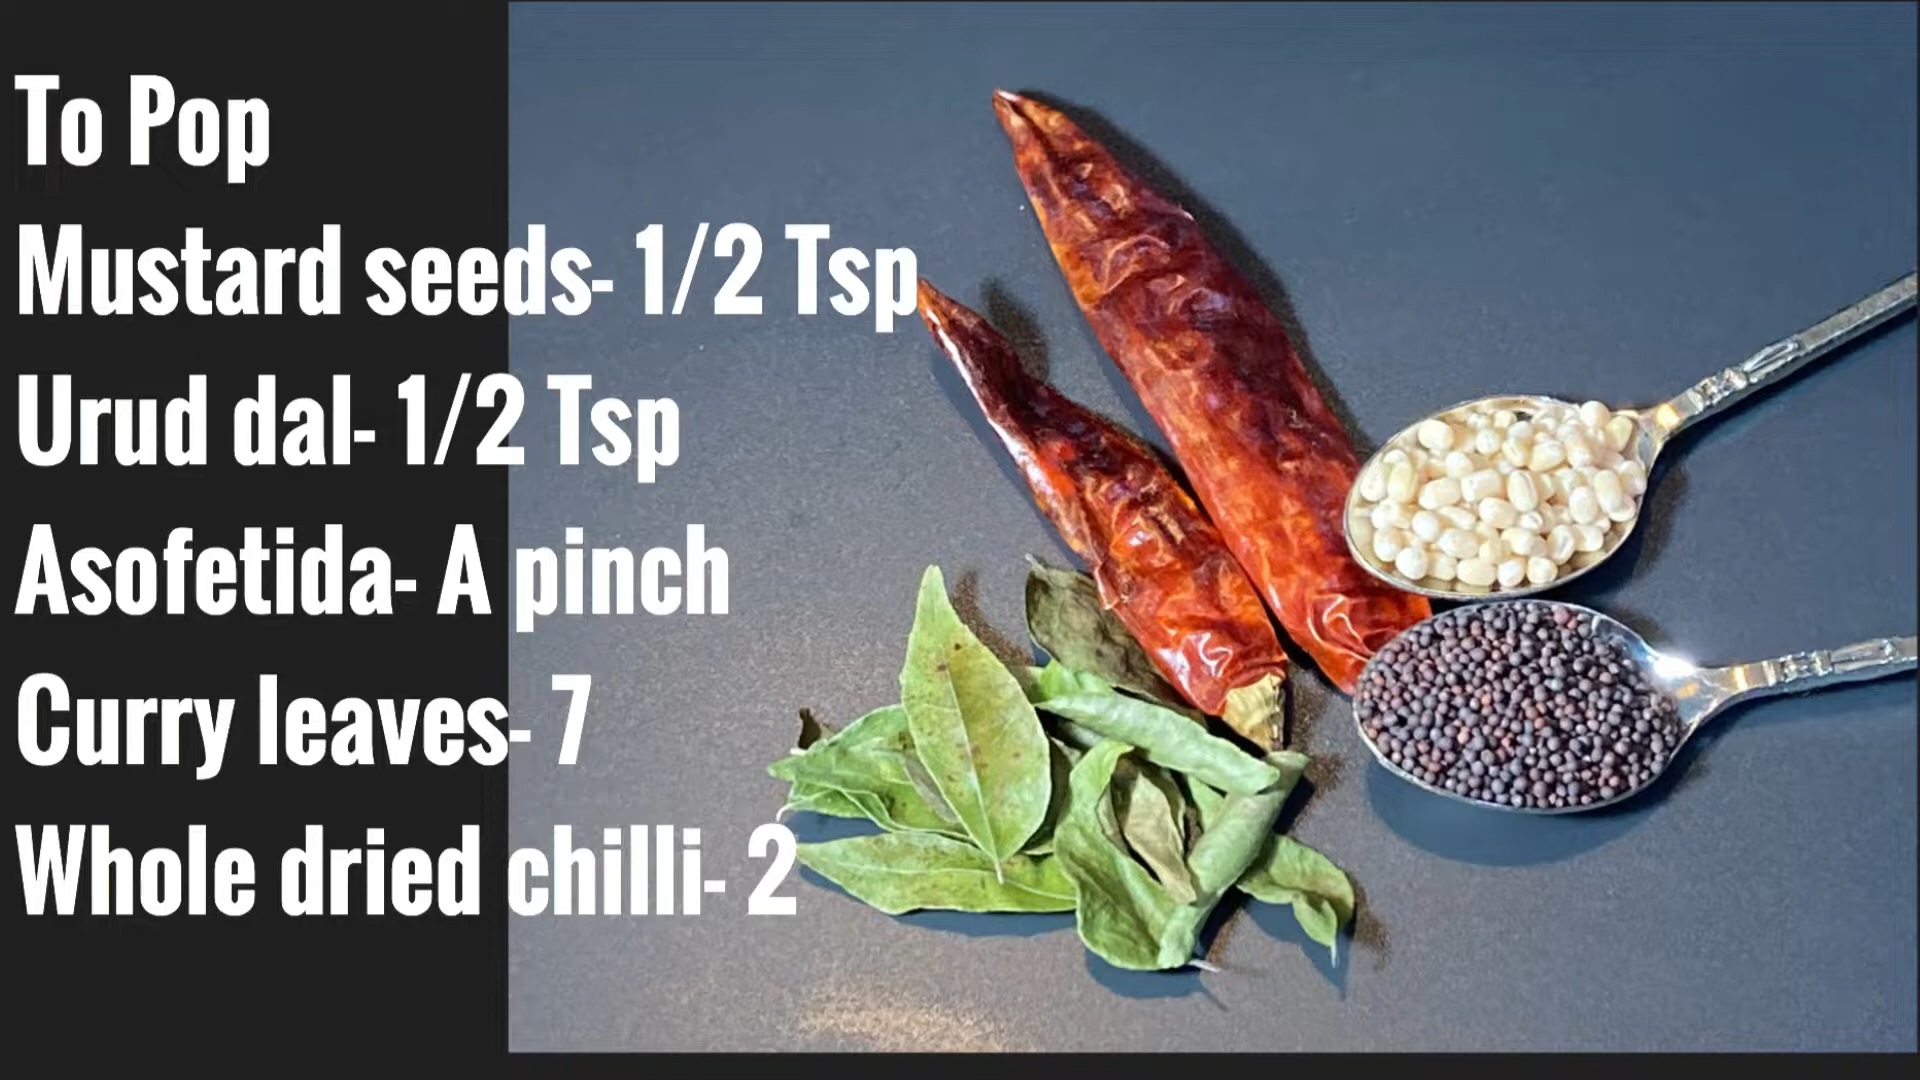 To Pop
Mustard seeds- 1/2 Tsp
Urud dal- 1/2 Tsp
Asofetida- A pinch
Curry leaves- 7
Whole dried chilli- 2